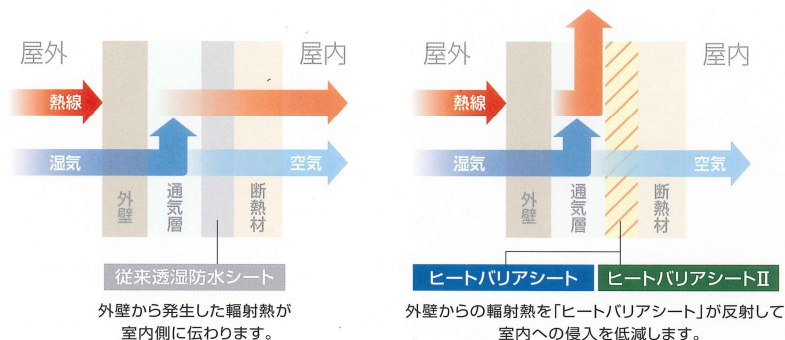 屋外
屋内
熱線
湿気
空気
外壁
通気層
断熱材
従来透湿防水シート
外壁から発生した輻射熱が
室内側に伝わります。
屋外
屋内
熱線
湿気
空気
外壁
通気層
断熱材
ヒートバリアシート
ヒートバリアシートⅡ
外壁からの輻射熱を「ヒートバリアシート」が反射して
室内への侵入を低減します。